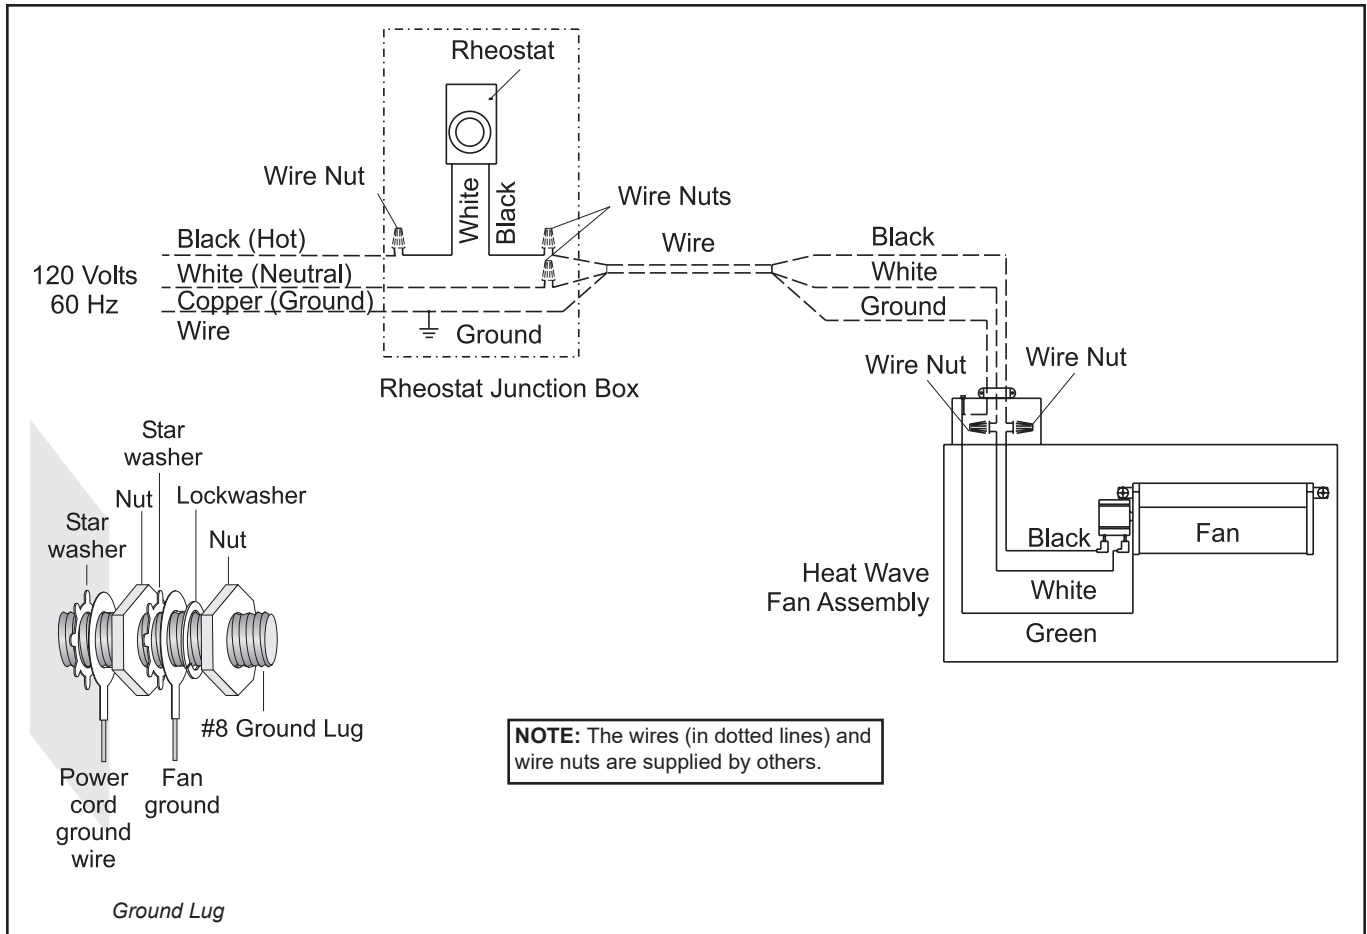 Rheostat
Wire Nut
White
Black
Wire Nuts
Black (Hot)
White (Neutral)
Copper (Ground)
Wire
120 Volts
60 Hz
Ground
Rheostat Junction Box
Wire
Black
White
Ground
Wire Nut
Wire Nut
Black
Fan
White
Green
Heat Wave
Fan Assembly
Star
washer
Nut
Lockwasher
Star
washer
Nut
#8 Ground Lug
Power
cord
ground
wire
Fan
ground
Ground Lug
NOTE: The wires (in dotted lines) and
wire nuts are supplied by others.